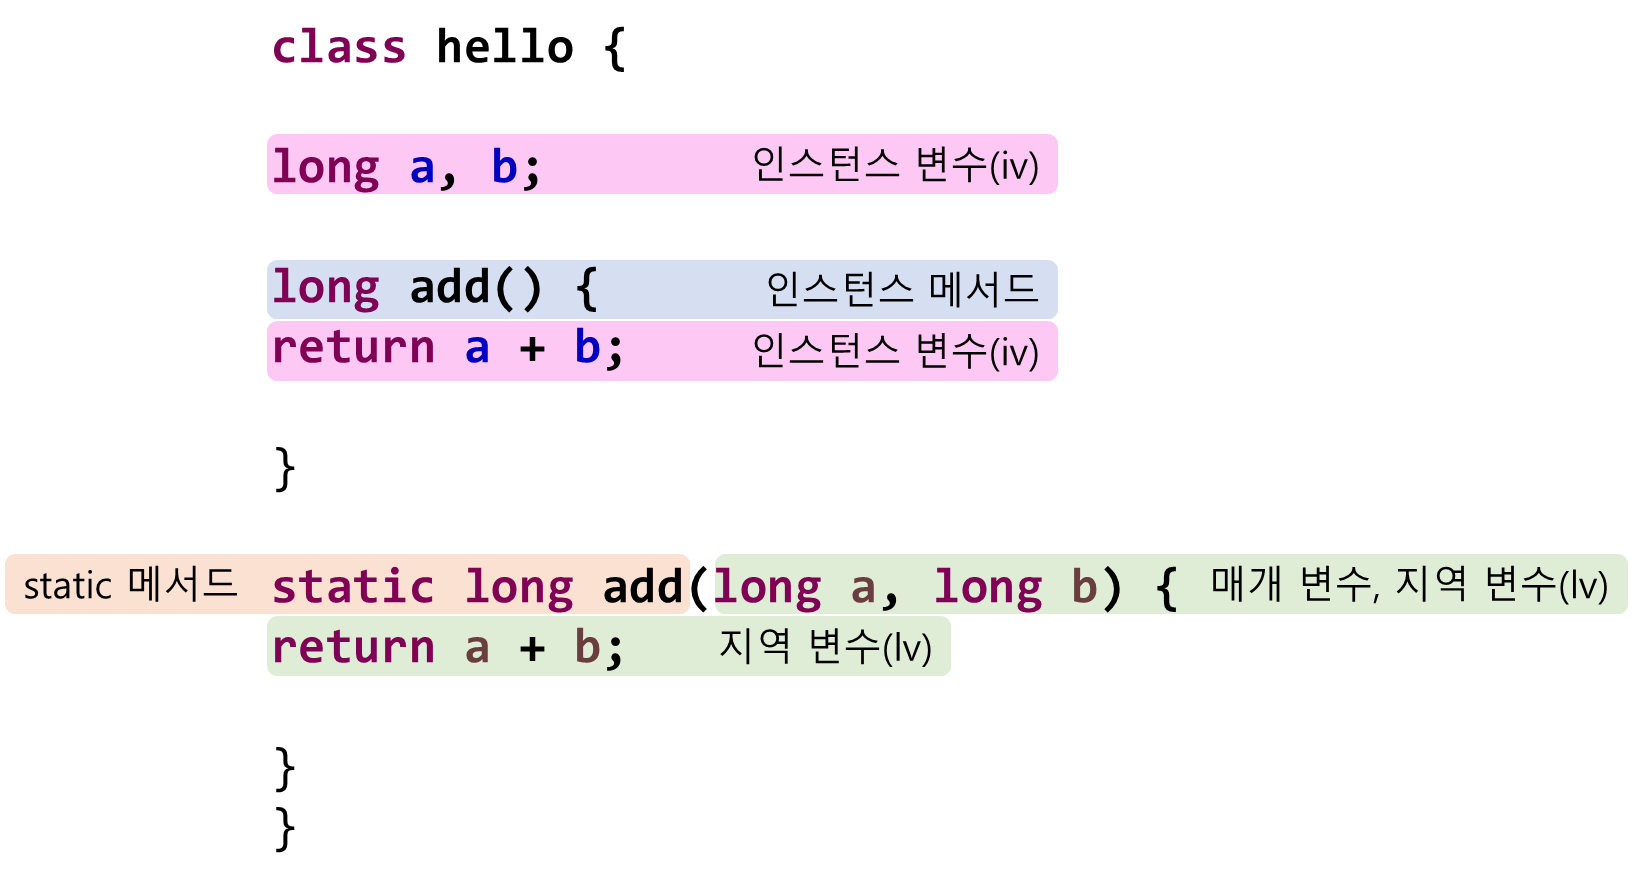 class hello {
long a, b; 인스턴스 변수(iv)
long add() { 인스턴스 메서드
return a + b; 인스턴스 변수(iv)
}
static 메서드 static long add(long a, long b) { 매개 변수, 지역 변수(lv)
return a + b; 지역 변수(lv)
}
}